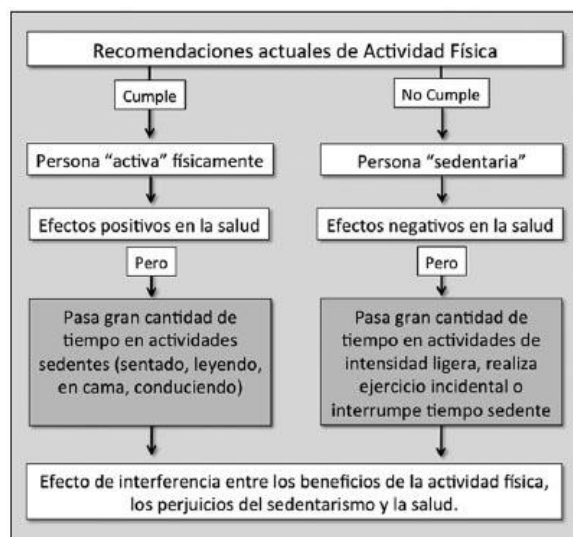 Recomendaciones actuales de Actividad Física
Cumple
No Cumple
Persona “activa” físicamente
Persona “sedentaria”
Efectos positivos en la salud
Efectos negativos en la salud
Pero
Pero
Pasa gran cantidad de
tiempo en actividades
sedentes (sentado, leyendo,
en cama, conduciendo)
Pasa gran cantidad de
tiempo en actividades de
intensidad ligera, realiza
ejercicio incidental o
interrumpe tiempo sedente
Efecto de interferencia entre los beneficios de la actividad física,
los perjuicios del sedentarismo y la salud.